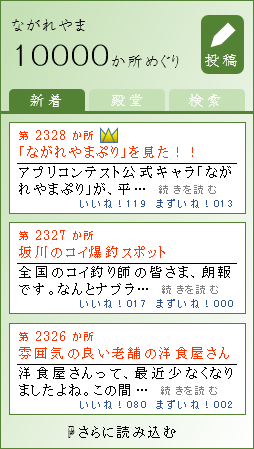 ながれやま
10000か所めぐり
投稿
新着 殿堂 検索
第 2328 か所
「ながれやまぷり」を見た！！
アプリコンテスト公式キャラ「なが
れやまぷり」が、平… 続きを読む
いいね！119 まずいね！013
第 2327 か所
坂川のコイ爆釣スポット
全国のコイ釣り師の皆さま、朗報
です。なんとナブラ… 続きを読む
いいね！017 まずいね！000
第 2326 か所
雰囲気の良い老舗の洋食屋さん
洋食屋さんって、最近少なくなり
ましたよね。この間… 続きを読む
いいね！080 まずいね！002
さらに読み込む